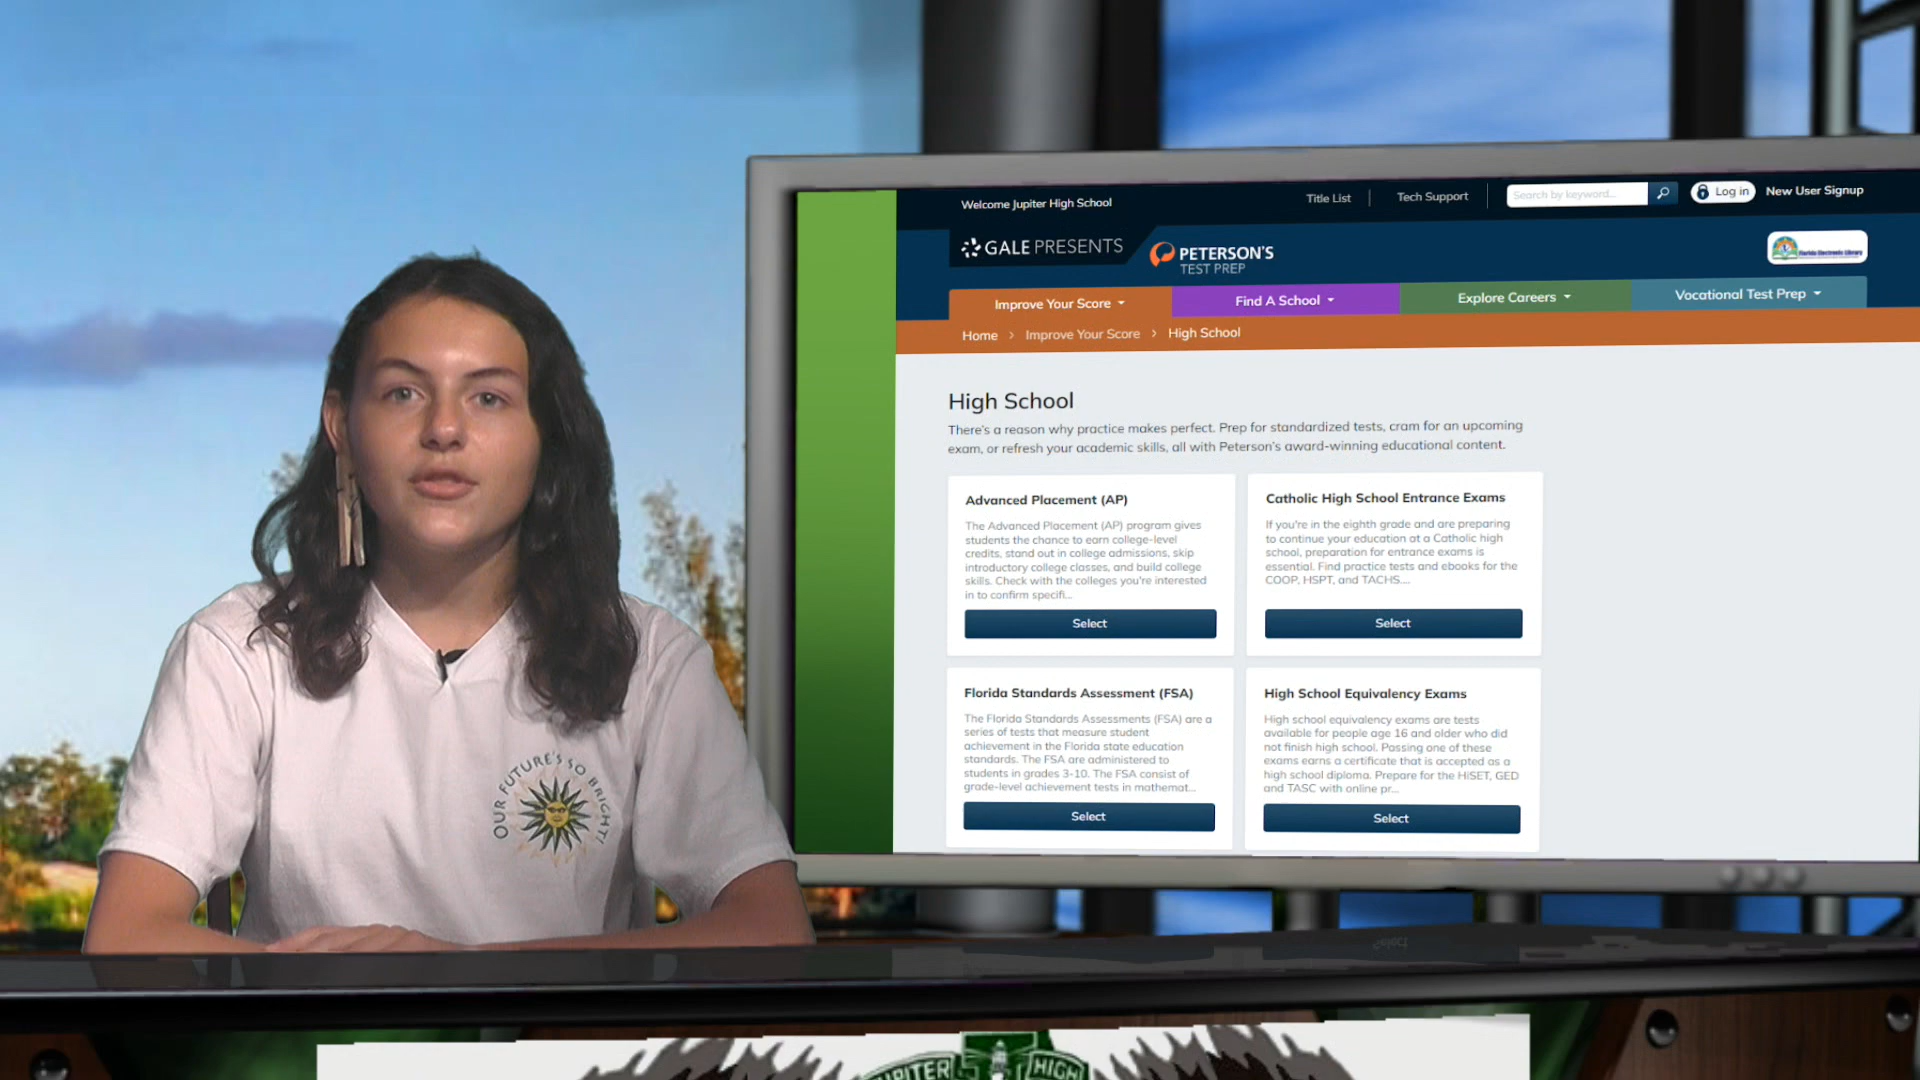 Welcome Jupiter High School
Title List
Tech Support
Search by keyword...
Log in
New User Signup
GALE PRESENTS
PETERSON'S
TEST PREP
Florida Electronic Library
Improve Your Score
Find A School
Explore Careers
Vocational Test Prep
Home > Improve Your Score > High School
High School
There's a reason why practice makes perfect. Prep for standardized tests, cram for an upcoming
exam, or refresh your academic skills, all with Peterson's award-winning educational content.
Advanced Placement (AP)
The Advanced Placement (AP) program gives
students the chance to earn college-level
credits, stand out in college admissions, skip
introductory college classes, and build college
skills. Check with the colleges you're interested
in to confirm specifi...
Select
Catholic High School Entrance Exams
If you're in the eighth grade and are preparing
to continue your education at a Catholic high
school, preparation for entrance exams is
essential. Find practice tests and ebooks for the
COOP, HSPT, and TACHS....
Select
Florida Standards Assessment (FSA)
The Florida Standards Assessments (FSA) are a
series of tests that measure student
achievement in the Florida state education
standards. The FSA are administered to
students in grades 3-10. The FSA consist of
grade-level achievement tests in mathemat...
Select
High School Equivalency Exams
High school equivalency exams are tests
available for people age 16 and older who did
not finish high school. Passing one of these
exams earns a certificate that is accepted as a
high school diploma. Prepare for the HiSET, GED
and TASC with online pr...
Select
OUR FUTURE'S SO BRIGHT!
JUPITER HIGH